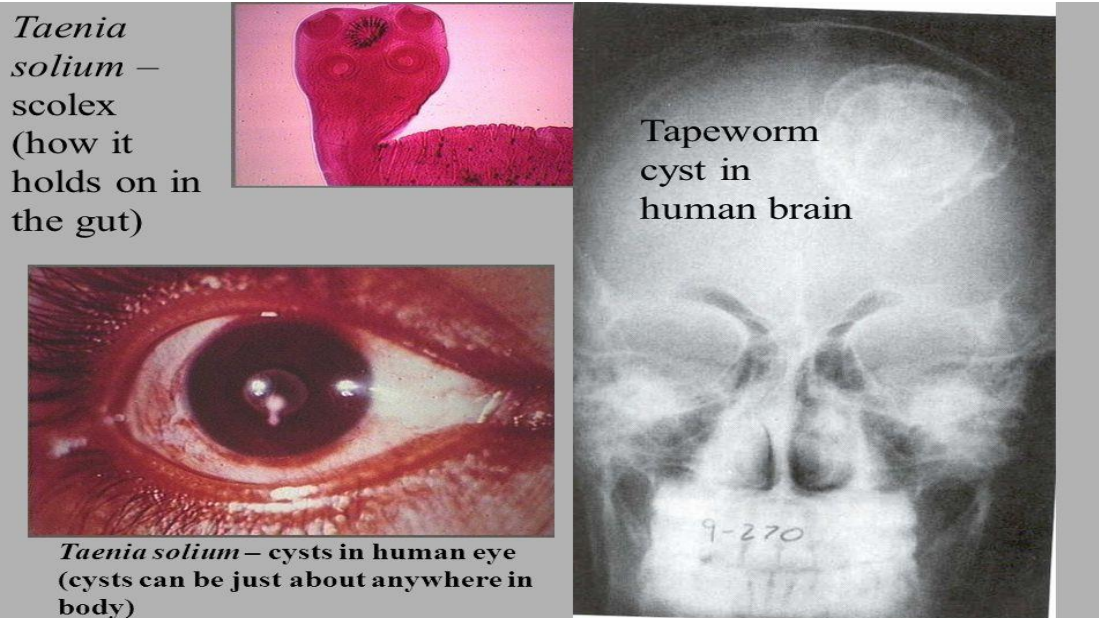 Taenia
solium –
scolex
(how it
holds on in
the gut)
Tapeworm
cyst in
human brain
9-270
Taenia solium – cysts in human eye
(cysts can be just about anywhere in
body)